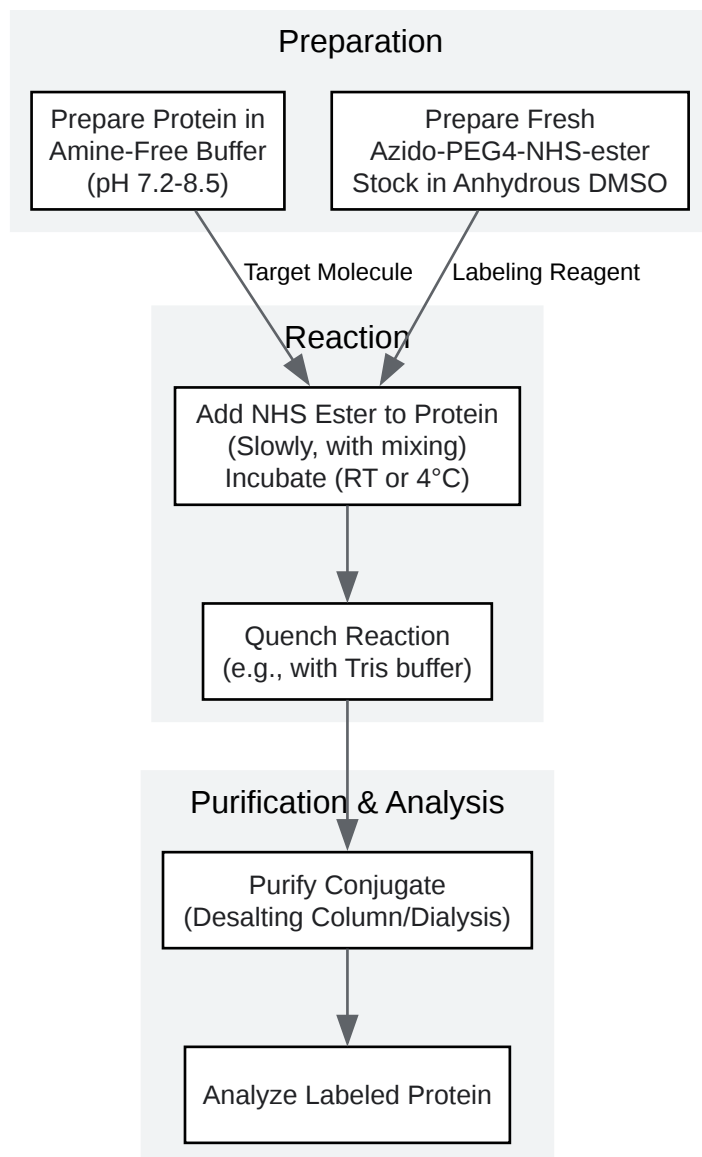 Preparation
Prepare Protein in
Amine-Free Buffer
(pH 7.2-8.5)
Prepare Fresh
Azido-PEG4-NHS-ester
Stock in Anhydrous DMSO
Target Molecule
Labeling Reagent
Reaction
Add NHS Ester to Protein
(Slowly, with mixing)
Incubate (RT or 4°C)
Quench Reaction
(e.g., with Tris buffer)
Purification & Analysis
Purify Conjugate
(Desalting Column/Dialysis)
Analyze Labeled Protein